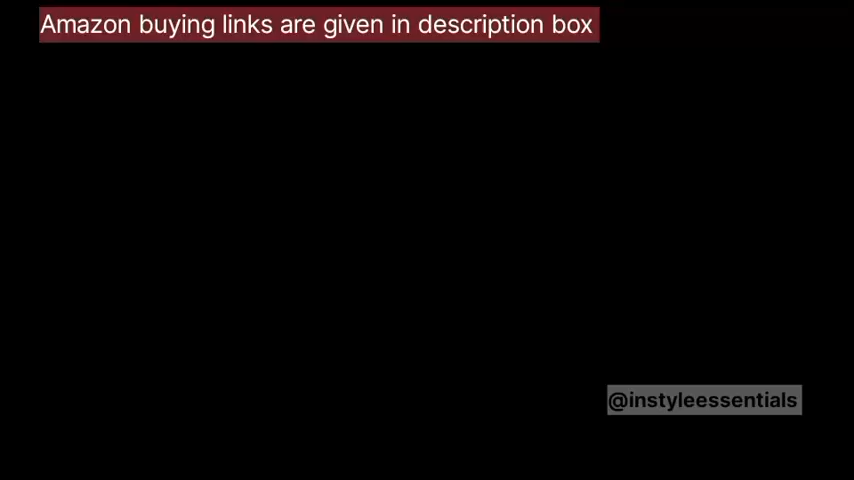 Amazon buying links are given in description box
@instyleessentials